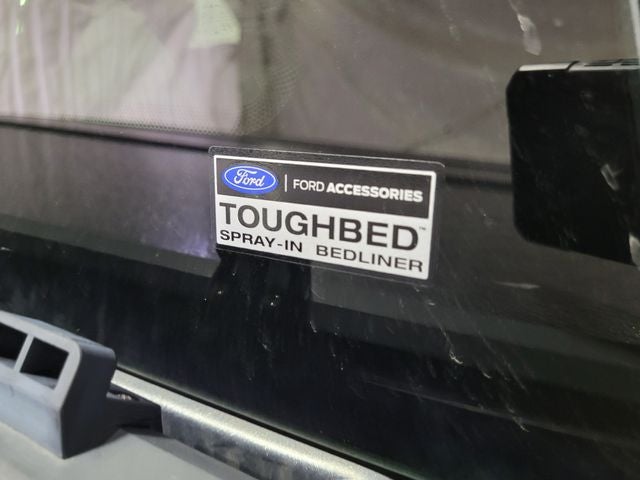 Ford | FORD ACCESSORIES
TOUGHBED™
SPRAY-IN BEDLINER